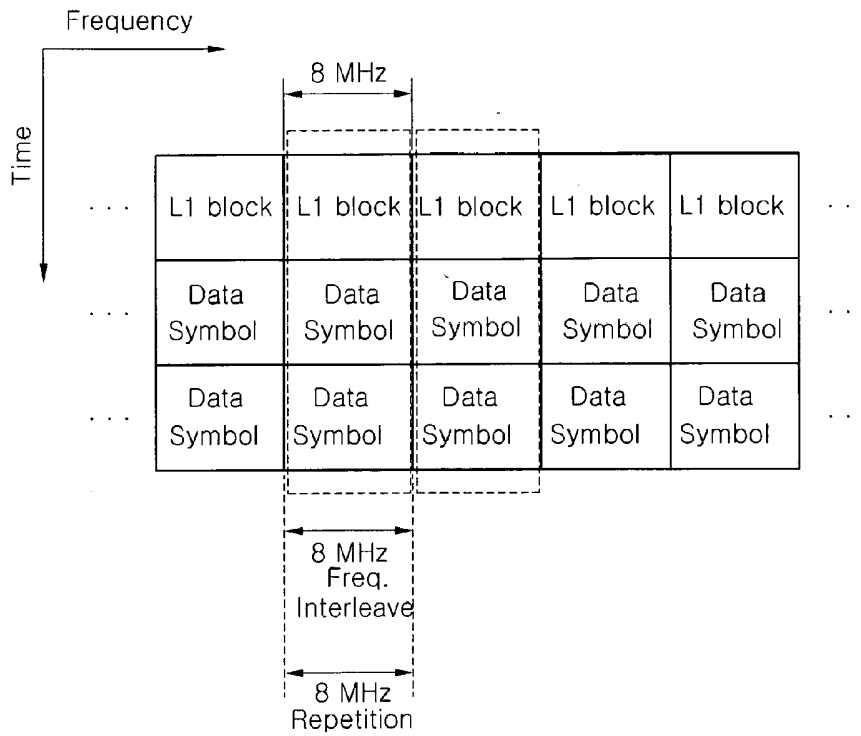 Frequency
8 MHz
Time
. . . L1 block L1 block L1 block L1 block L1 block . . .
. . . Data Data Data Data Data . . .
Symbol Symbol Symbol Symbol Symbol
. . . Data Data Data Data Data . . .
Symbol Symbol Symbol Symbol Symbol
8 MHz
Freq.
Interleave
8 MHz
Repetition